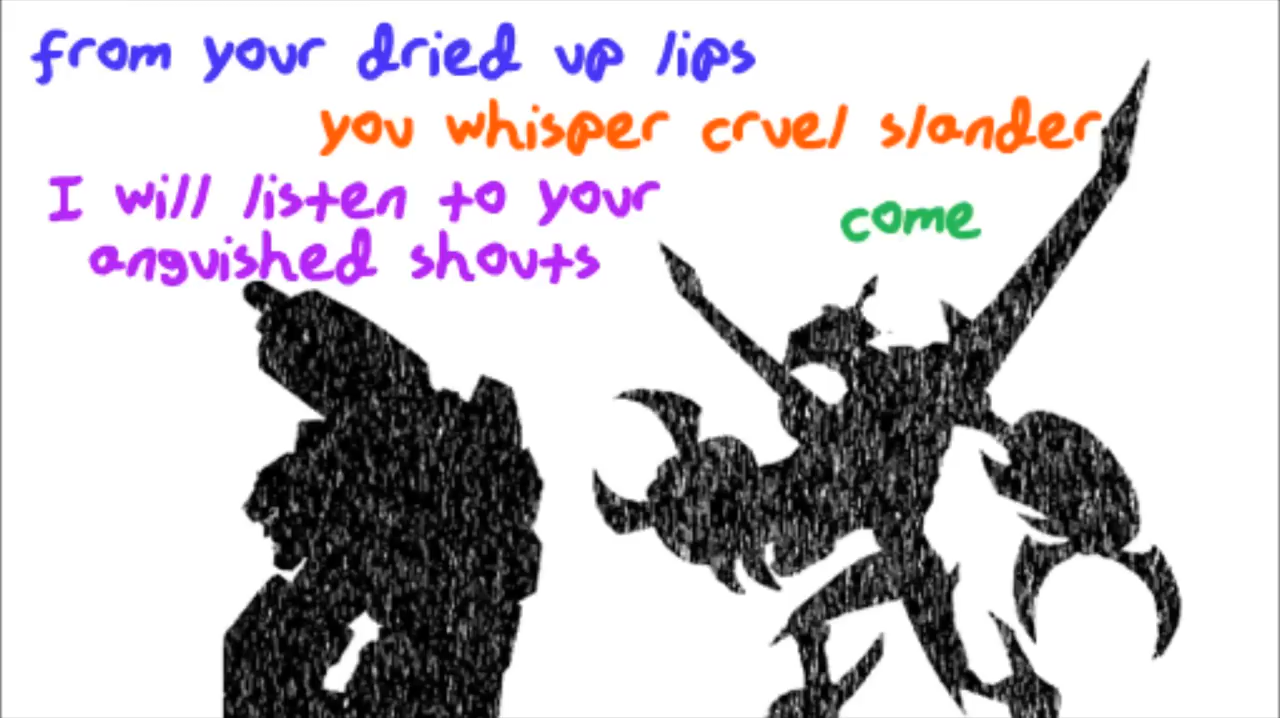 from your dried up lips
you whisper cruel slander
I will listen to your
anguished shouts
come